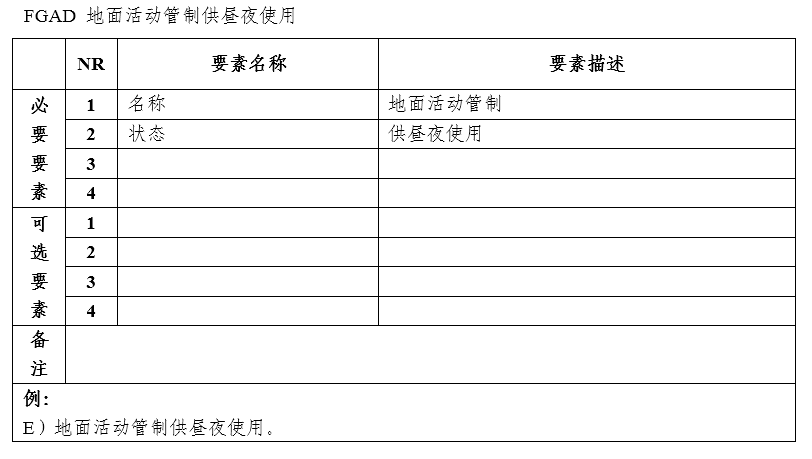 FGAD 地面活动管制供昼夜使用
NR 要素名称 要素描述
必要要素
1 名称 地面活动管制
2 状态 供昼夜使用
3
4
可选要素
1
2
3
4
备注
例：
E）地面活动管制供昼夜使用。